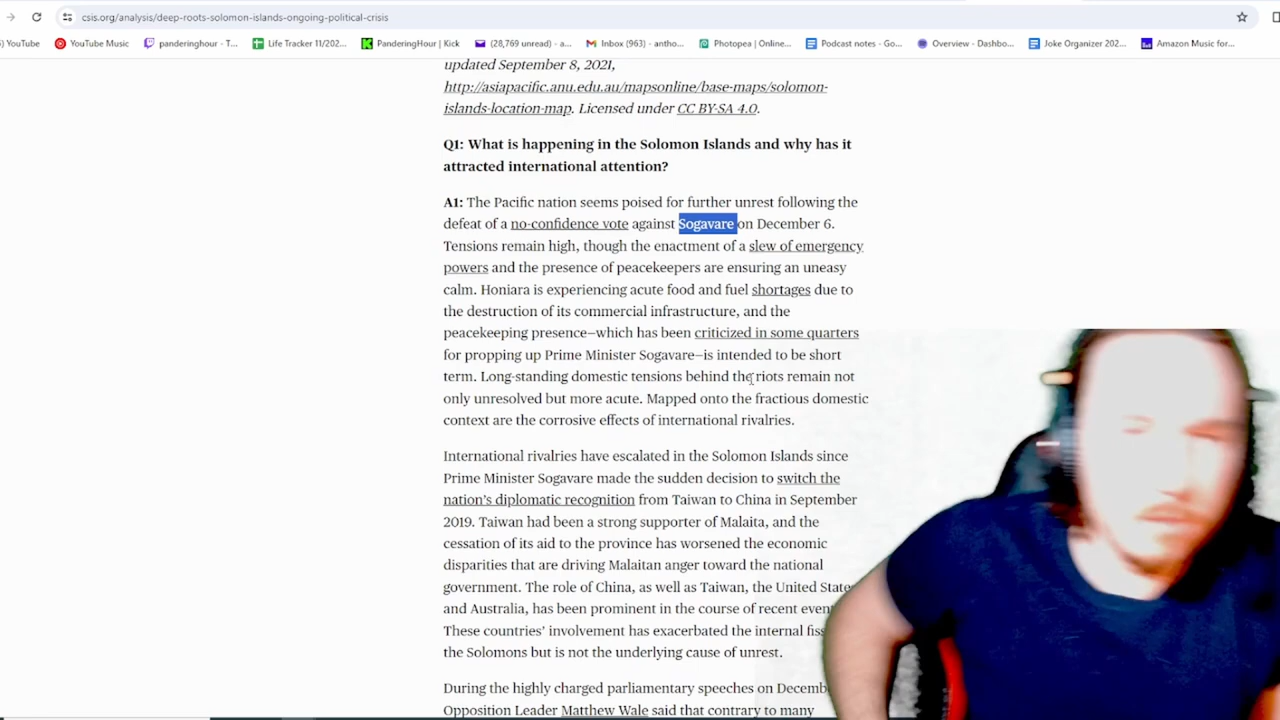 csis.org/analysis/deep-roots-solomon-islands-ongoing-political-crisis
) YouTube YouTube Music panderinghour - T... Life Tracker 11/202... PanderingHour | Kick (28,769 unread) - a... Inbox (963) - antho... Photopea | Online... Podcast notes - Go... Overview - Dashbo... Joke Organizer 202... Amazon Music for...
updated September 8, 2021,
http://asiapacific.anu.edu.au/mapsonline/base-maps/solomon-
islands-location-map. Licensed under CC BY-SA 4.0.
Q1: What is happening in the Solomon Islands and why has it
attracted international attention?
A1: The Pacific nation seems poised for further unrest following the
defeat of a no-confidence vote against Sogavare on December 6.
Tensions remain high, though the enactment of a slew of emergency
powers and the presence of peacekeepers are ensuring an uneasy
calm. Honiara is experiencing acute food and fuel shortages due to
the destruction of its commercial infrastructure, and the
peacekeeping presence—which has been criticized in some quarters
for propping up Prime Minister Sogavare—is intended to be short
term. Long-standing domestic tensions behind the riots remain not
only unresolved but more acute. Mapped onto the fractious domestic
context are the corrosive effects of international rivalries.
International rivalries have escalated in the Solomon Islands since
Prime Minister Sogavare made the sudden decision to switch the
nation's diplomatic recognition from Taiwan to China in September
2019. Taiwan had been a strong supporter of Malaita, and the
cessation of its aid to the province has worsened the economic
disparities that are driving Malaitan anger toward the national
government. The role of China, as well as Taiwan, the United State
and Australia, has been prominent in the course of recent even
These countries' involvement has exacerbated the internal fis
the Solomons but is not the underlying cause of unrest.
During the highly charged parliamentary speeches on Decemb
Opposition Leader Matthew Wale said that contrary to many